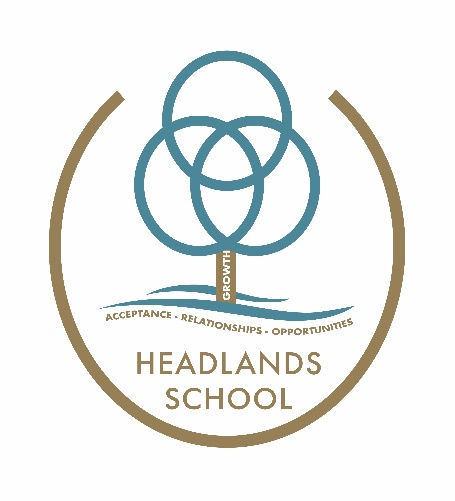 GROWTH
ACCEPTANCE - RELATIONSHIPS - OPPORTUNITIES
HEADLANDS
SCHOOL